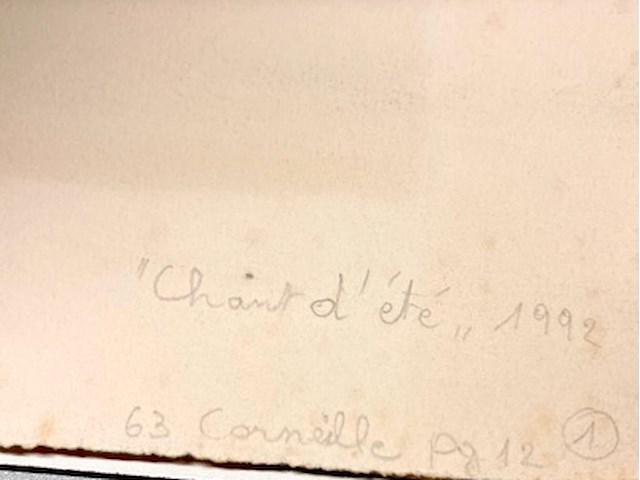 "Chant d'été„ 1992
63 Corneille pg 12 ①